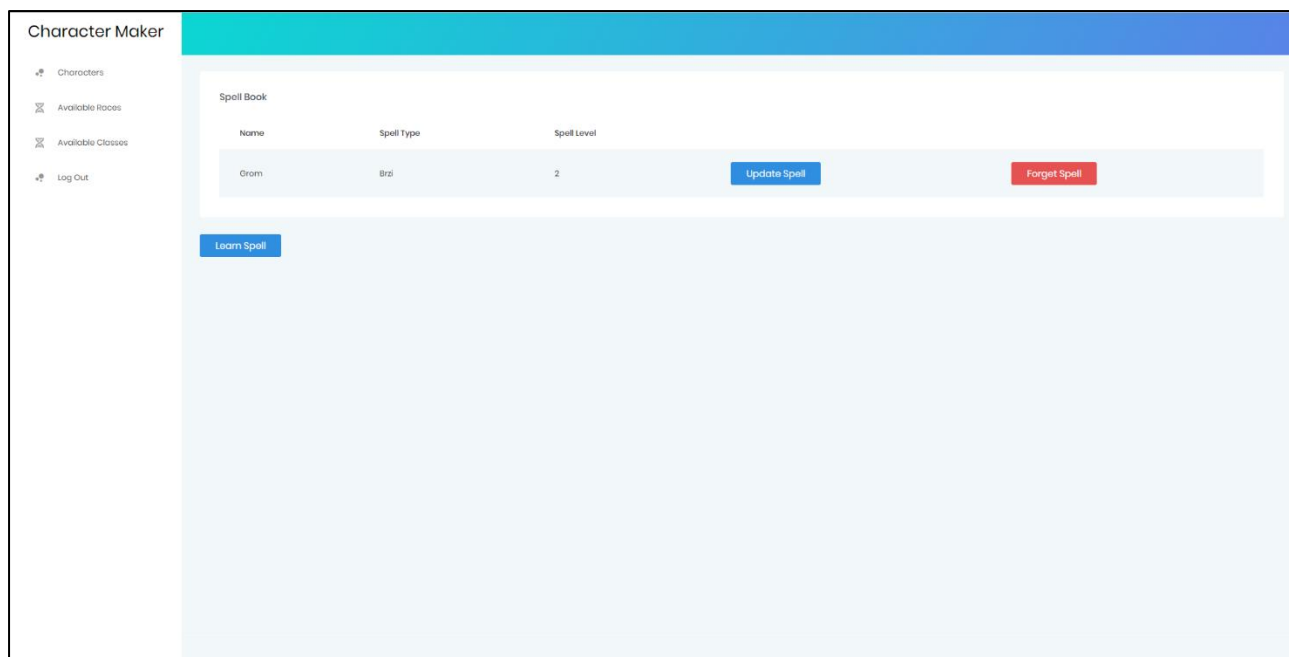 Character Maker
Characters
Available Races
Available Classes
Log Out
Spell Book
Name Spell Type Spell Level
Grom Brzi 2 Update Spell Forget Spell
Learn Spell